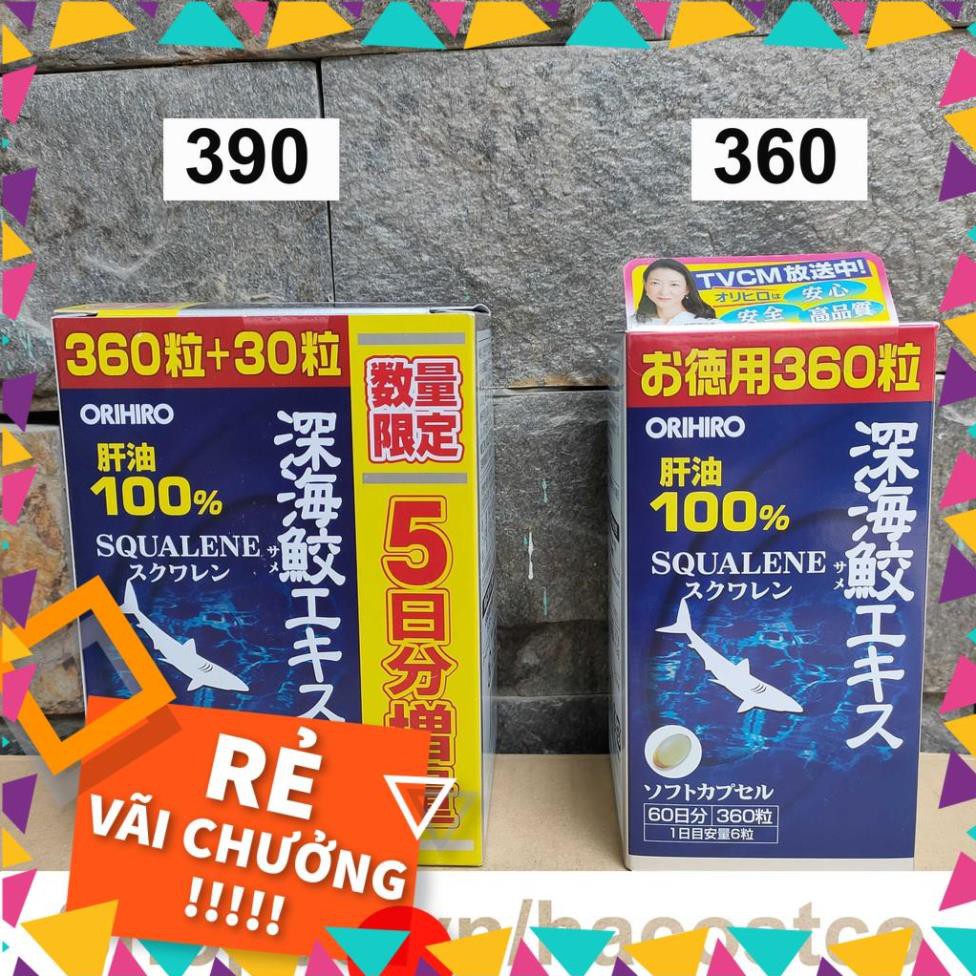 390
360
360粒+30粒
ORIHIRO
肝油
100%
SQUALENE
スクワレン
深海鮫エキス
サメ
数量
限定
5日分増量
TVCM放送中!
オリヒロは
安心
安全
高品質
お徳用360粒
ORIHIRO
肝油
100%
SQUALENE
スクワレン
深海鮫エキス
サメ
ソフトカプセル
60日分 360粒
1日目安量6粒
RẺ
VÃI CHƯỞNG
!!!!!